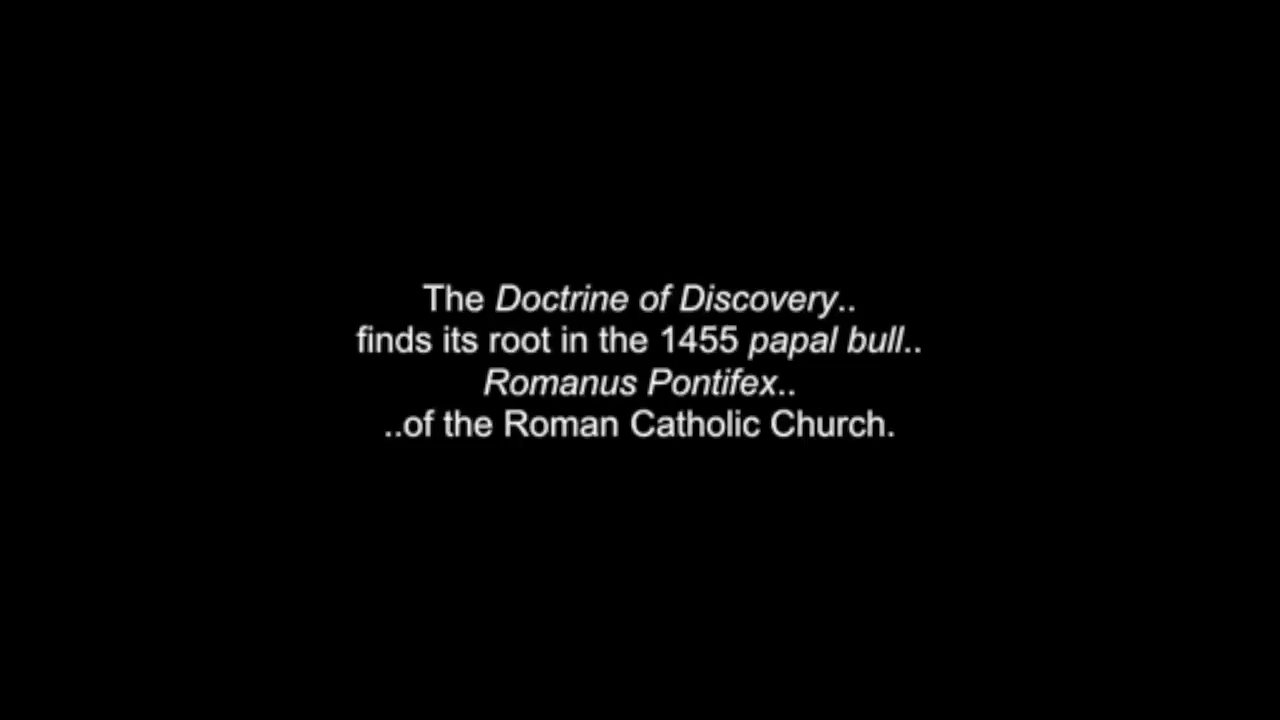 The Doctrine of Discovery..
finds its root in the 1455 papal bull..
Romanus Pontifex..
..of the Roman Catholic Church.